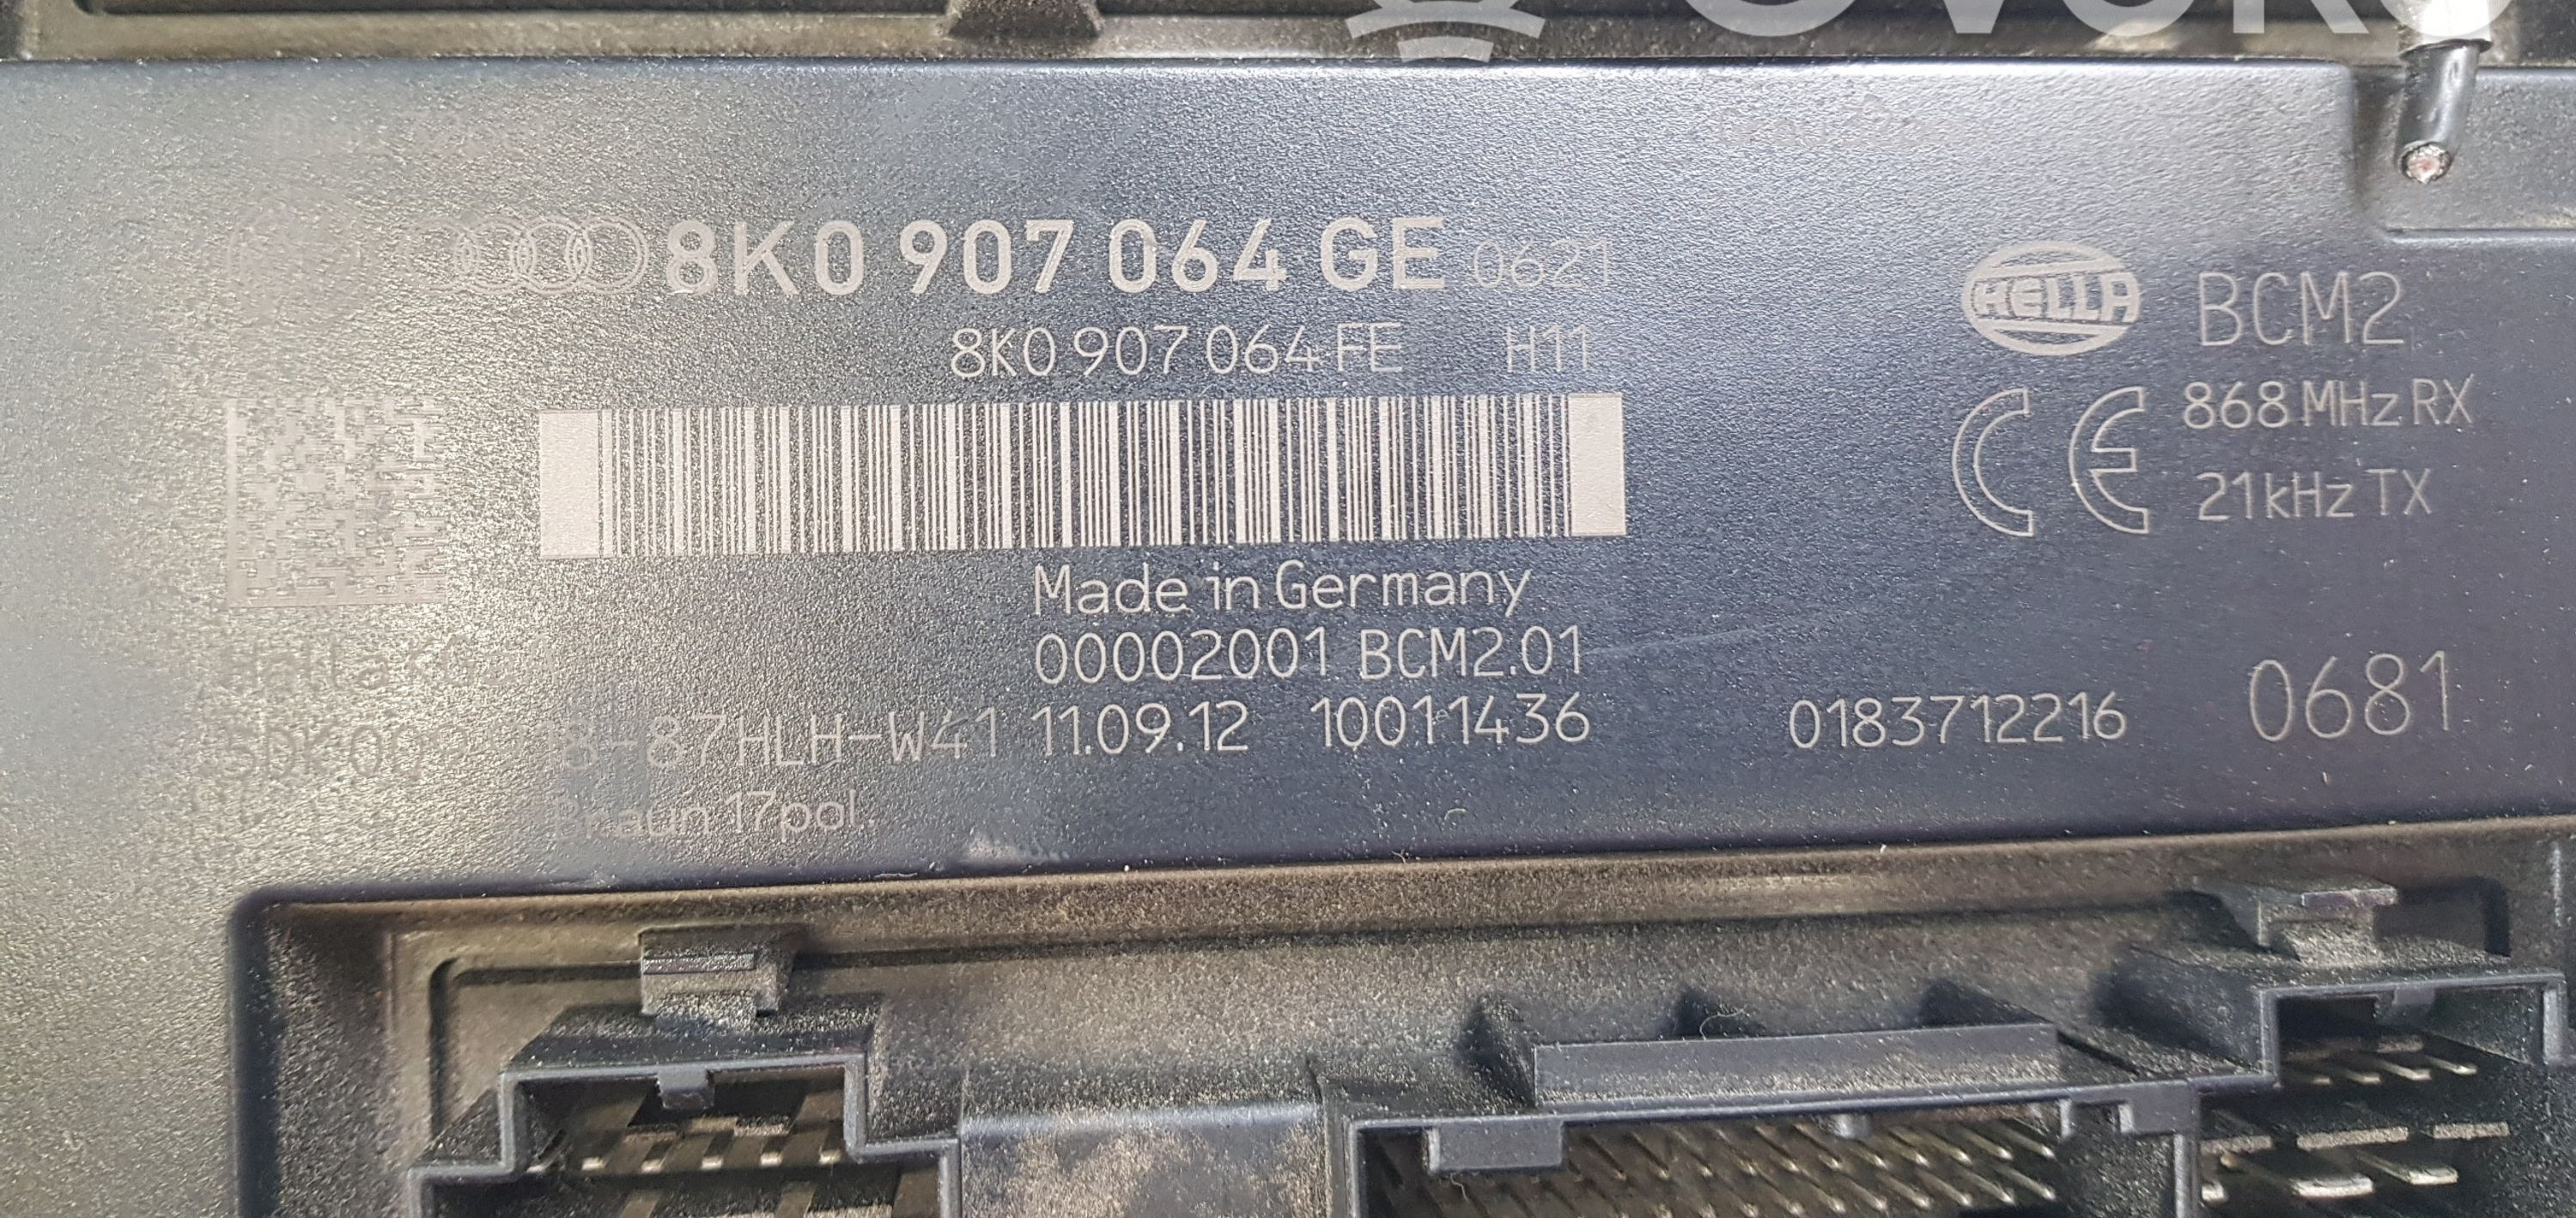 8K0 907 064 GE 0621
8K0 907 064 FE H11
HELLA BCM2
868 MHz RX
21kHz TX
Made in Germany
00002001 BCM2.01
87HLH-W41 11.09.12 10011436
0183712216 0681
Braun 17pol.